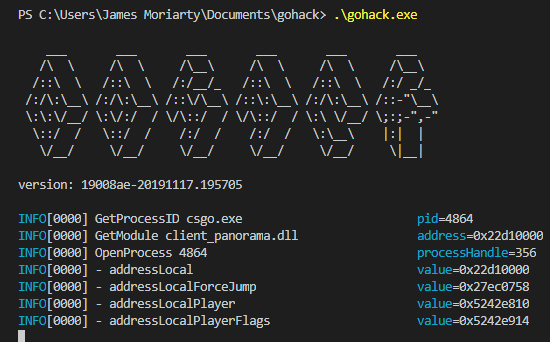 PS C:\Users\James Moriarty\Documents\gohack> .\gohack.exe
GOHACK
version: 19008ae-20191117.195705
INFO[0000] GetProcessID csgo.exe pid=4864
INFO[0000] GetModule client_panorama.dll address=0x22d10000
INFO[0000] OpenProcess 4864 processHandle=356
INFO[0000] - addressLocal value=0x22d10000
INFO[0000] - addressLocalForceJump value=0x27ec0758
INFO[0000] - addressLocalPlayer value=0x5242e810
INFO[0000] - addressLocalPlayerFlags value=0x5242e914